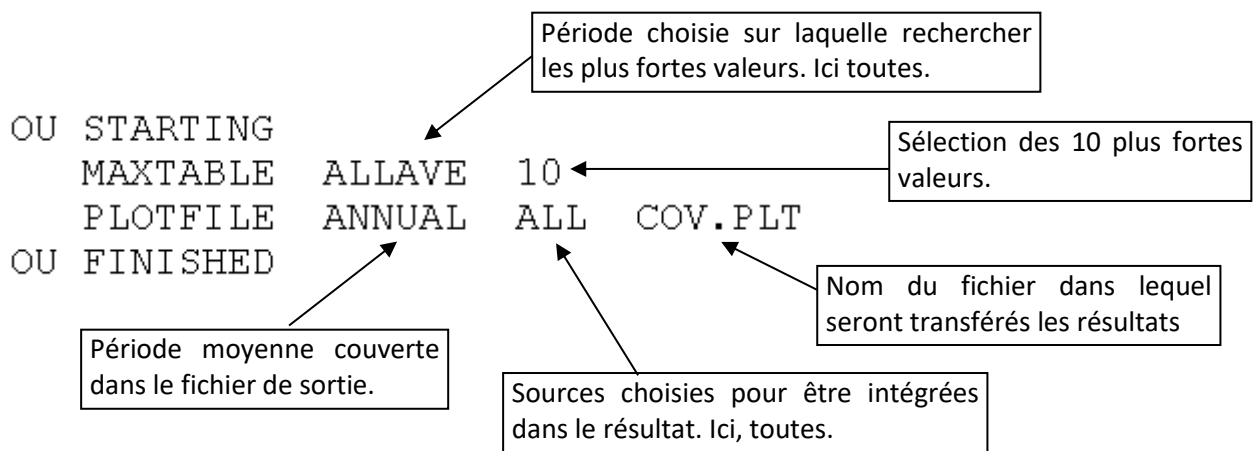 Période choisie sur laquelle rechercher
les plus fortes valeurs. Ici toutes.
OU STARTING
MAXTABLE ALLAVE 10
Sélection des 10 plus fortes
valeurs.
PLOTFILE ANNUAL ALL COV.PLT
OU FINISHED
Nom du fichier dans lequel
seront transférés les résultats
Période moyenne couverte
dans le fichier de sortie.
Sources choisies pour être intégrées
dans le résultat. Ici, toutes.